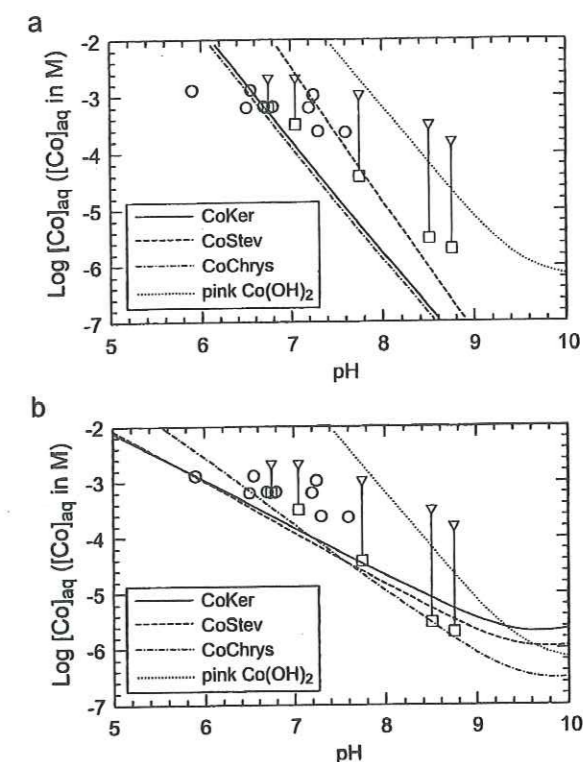 a
-2
-3
-4
-5
-6
-7
Log [Co]aq ([Co]aq in M)
CoKer
CoStev
CoChrys
pink Co(OH)2
5 6 7 8 9 10
pH
b
-2
-3
-4
-5
-6
-7
Log [Co]aq ([Co]aq in M)
CoKer
CoStev
CoChrys
pink Co(OH)2
5 6 7 8 9 10
pH